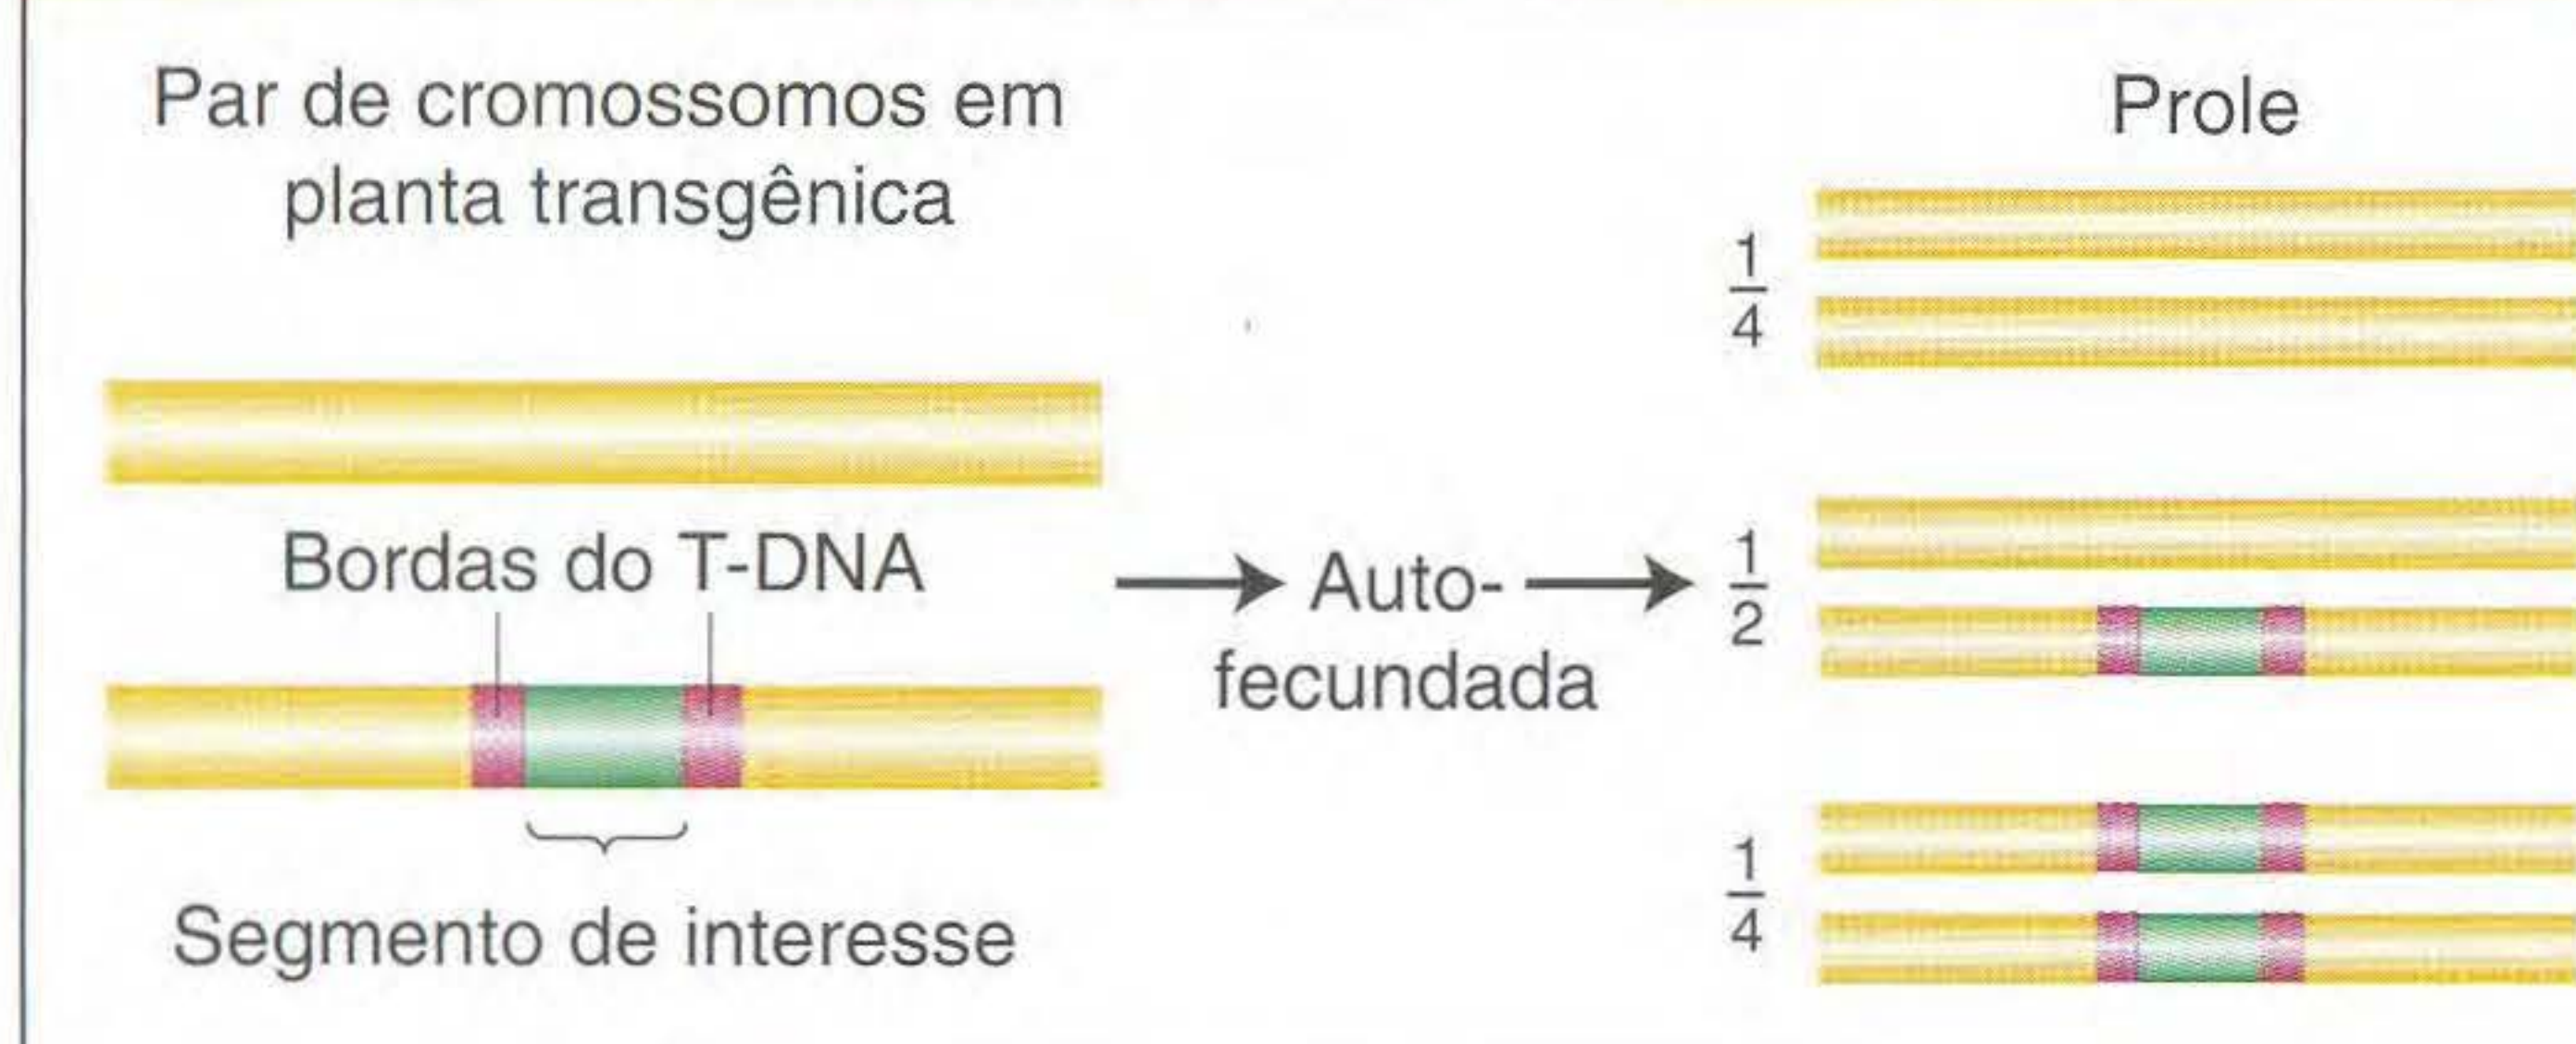 Par de cromossomos em
planta transgênica
Bordas do T-DNA
Segmento de interesse
Auto-
fecundada
Prole
1
4
1
2
1
4